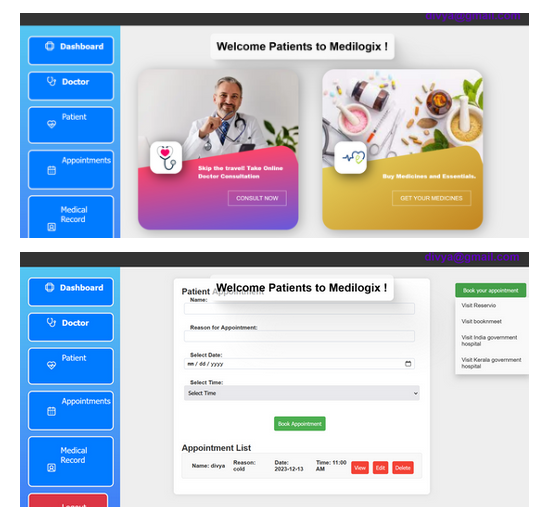 divya@gmail.com
Dashboard
Welcome Patients to Medilogix !
Doctor
Patient
Appointments
Medical
Record
Skip the travel! Take Online
Doctor Consultation
CONSULT NOW
Buy Medicines and Essentials.
GET YOUR MEDICINES
divya@gmail.com
Dashboard
Doctor
Patient
Appointments
Medical
Record
Logout
Welcome Patients to Medilogix !
Patient Appointment
Name:
Reason for Appointment:
Select Date:
mm/dd/yyyy
Select Time:
Select Time
Book Appointment
Appointment List
Name: divya
Reason:
cold
Date:
2023-12-13
Time: 11:00
AM
View
Edit
Delete
Book your appointment
Visit Reservio
Visit booknmeet
Visit India government
hospital
Visit Kerala government
hospital